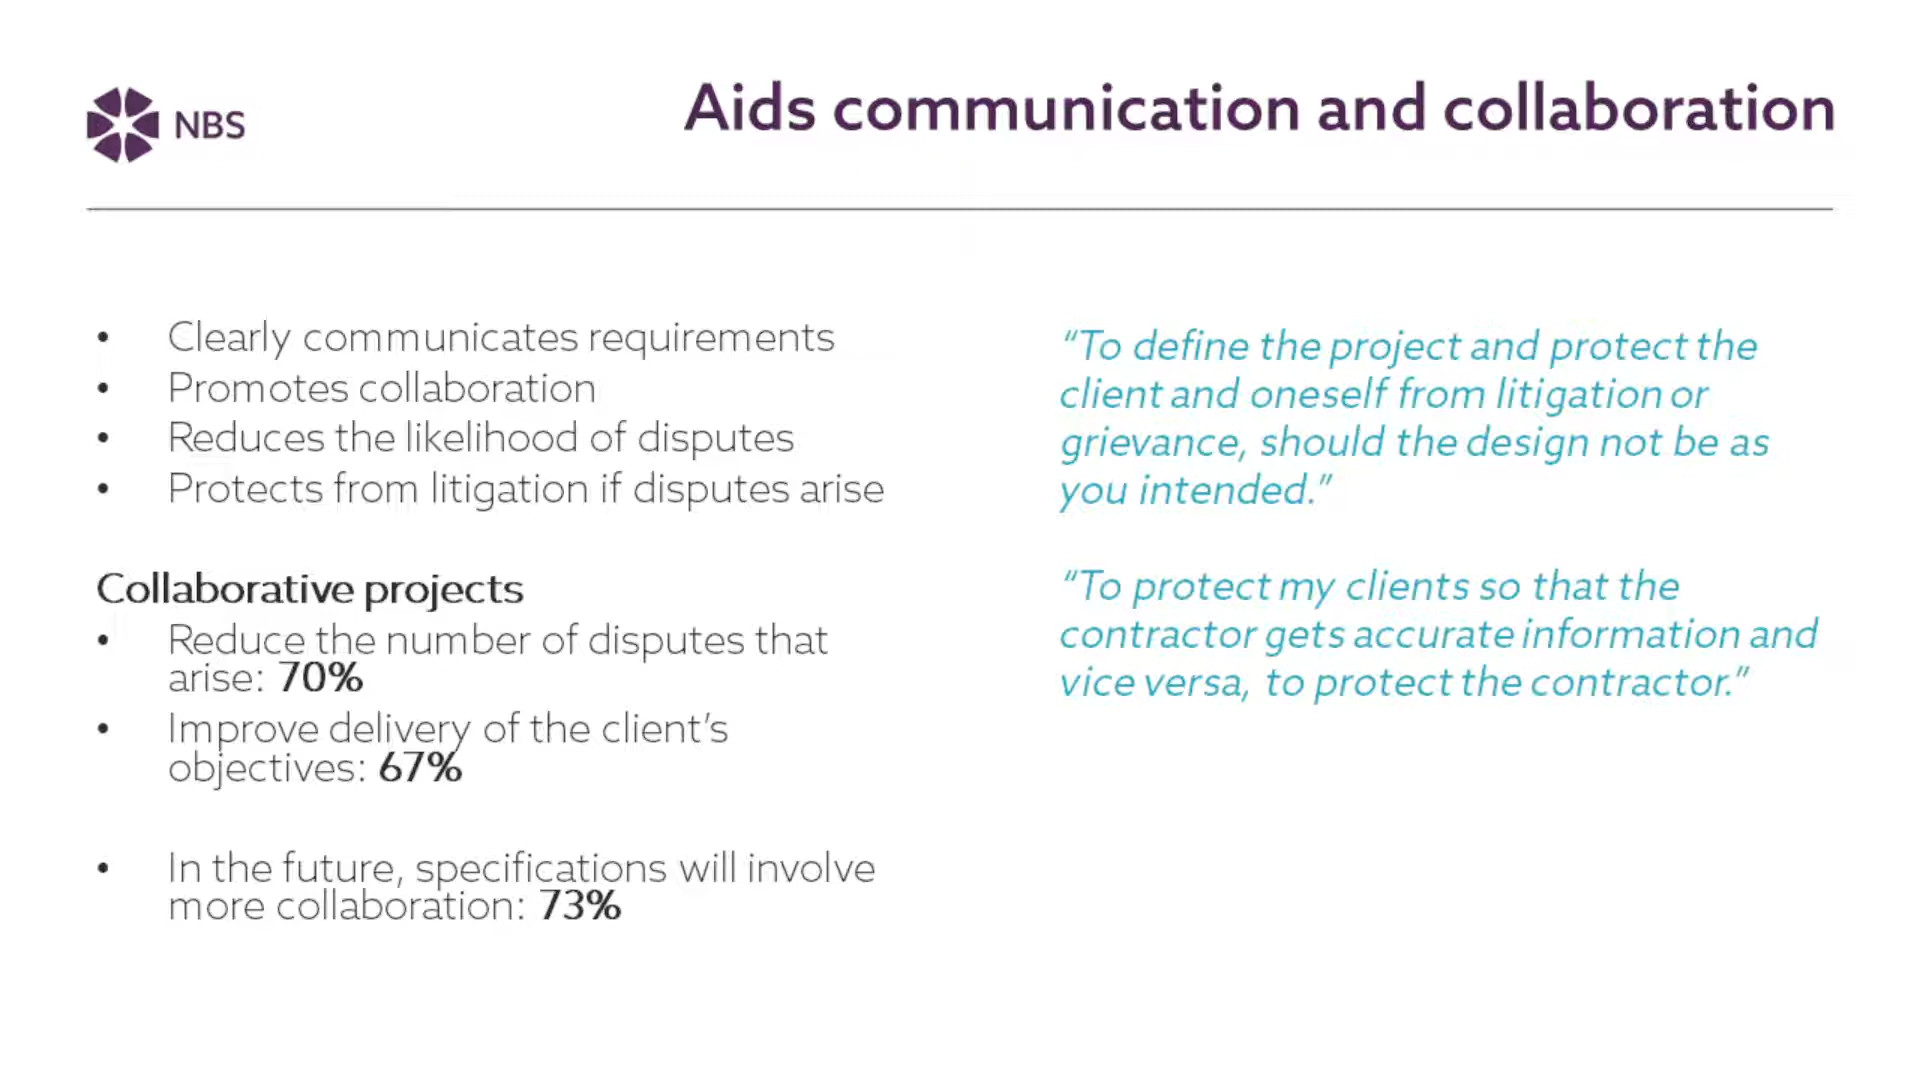 NBS
Aids communication and collaboration
• Clearly communicates requirements
• Promotes collaboration
• Reduces the likelihood of disputes
• Protects from litigation if disputes arise
Collaborative projects
• Reduce the number of disputes that
arise: 70%
• Improve delivery of the client’s
objectives: 67%
• In the future, specifications will involve
more collaboration: 73%
“To define the project and protect the
client and oneself from litigation or
grievance, should the design not be as
you intended.”
“To protect my clients so that the
contractor gets accurate information and
vice versa, to protect the contractor.”